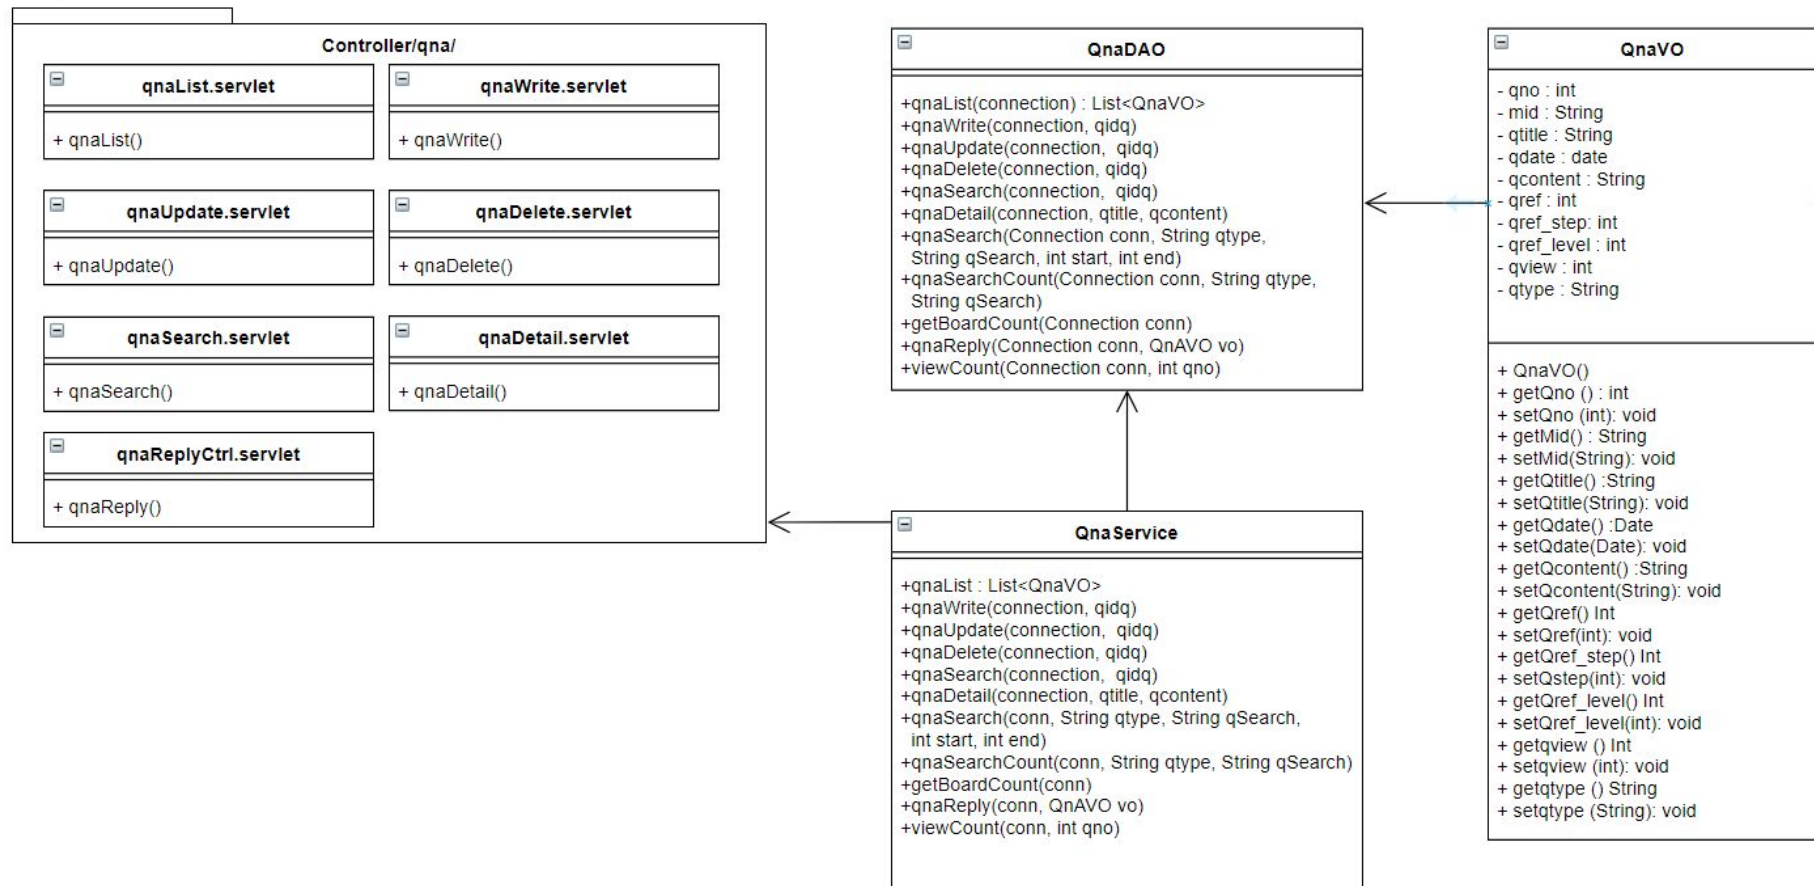 Controller/qna/
qnaList.servlet
+ qnaList()
qnaWrite.servlet
+ qnaWrite()
qnaUpdate.servlet
+ qnaUpdate()
qnaDelete.servlet
+ qnaDelete()
qnaSearch.servlet
+ qnaSearch()
qnaDetail.servlet
+ qnaDetail()
qnaReplyCtrl.servlet
+ qnaReply()
QnaDAO
+qnaList(connection) : List<QnaVO>
+qnaWrite(connection, qidq)
+qnaUpdate(connection,  qidq)
+qnaDelete(connection, qidq)
+qnaSearch(connection,  qidq)
+qnaDetail(connection, qtitle, qcontent)
+qnaSearch(Connection conn, String qtype,
String qSearch, int start, int end)
+qnaSearchCount(Connection conn, String qtype,
String qSearch)
+getBoardCount(Connection conn)
+qnaReply(Connection conn, QnAVO vo)
+viewCount(Connection conn, int qno)
QnaService
+qnaList : List<QnaVO>
+qnaWrite(connection, qidq)
+qnaUpdate(connection,  qidq)
+qnaDelete(connection, qidq)
+qnaSearch(connection,  qidq)
+qnaDetail(connection, qtitle, qcontent)
+qnaSearch(conn, String qtype, String qSearch,
int start, int end)
+qnaSearchCount(conn, String qtype, String qSearch)
+getBoardCount(conn)
+qnaReply(conn, QnAVO vo)
+viewCount(conn, int qno)
QnaVO
- qno : int
- mid : String
- qtitle : String
- qdate : date
- qcontent : String
- qref : int
- qref_step: int
- qref_level : int
- qview : int
- qtype : String
+ QnaVO()
+ getQno () : int
+ setQno (int): void
+ getMid() : String
+ setMid(String): void
+ getQtitle() :String
+ setQtitle(String): void
+ getQdate() :Date
+ setQdate(Date): void
+ getQcontent() :String
+ setQcontent(String): void
+ getQref() Int
+ setQref(int): void
+ getQref_step() Int
+ setQstep(int): void
+ getQref_level() Int
+ setQref_level(int): void
+ getqview () Int
+ setqview (int): void
+ getqtype () String
+ setqtype (String): void